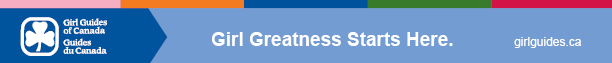 Girl Guides
of Canada
Guides
du Canada
Girl Greatness Starts Here.
girlguides.ca